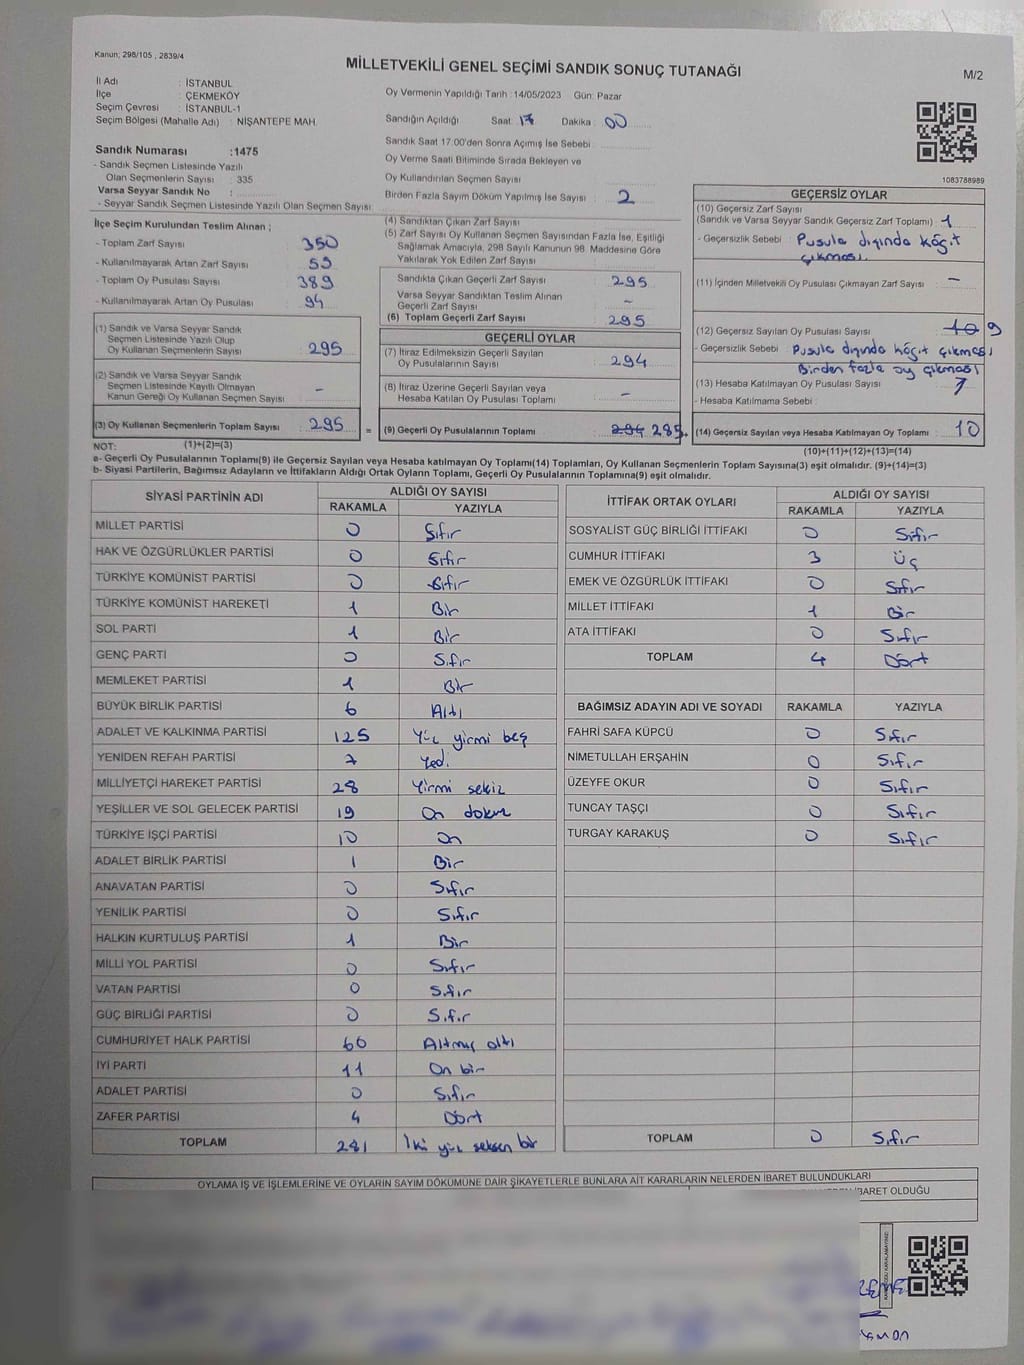 Kanun; 298/105 , 2839/4
MİLLETVEKİLİ GENEL SEÇİMİ SANDIK SONUÇ TUTANAĞI
M/2
İl Adı : İSTANBUL
İlçe : ÇEKMEKÖY
Seçim Çevresi : İSTANBUL-1
Seçim Bölgesi (Mahalle Adı) : NİŞANTEPE MAH.
Sandık Numarası :1475
- Sandık Seçmen Listesinde Yazılı
Olan Seçmenlerin Sayısı : 335
Varsa Seyyar Sandık No :
- Seyyar Sandık Seçmen Listesinde Yazılı Olan Seçmen Sayısı:
İlçe Seçim Kurulundan Teslim Alınan ;
- Toplam Zarf Sayısı : 350
- Kullanılmayarak Artan Zarf Sayısı : 55
- Toplam Oy Pusulası Sayısı : 389
- Kullanılmayarak Artan Oy Pusulası : 94
(1) Sandık ve Varsa Seyyar Sandık
Seçmen Listesinde Yazılı Olup
Oy Kullanan Seçmenlerin Sayısı : 295
(2) Sandık ve Varsa Seyyar Sandık
Seçmen Listesinde Kayıtlı Olmayan
Kanun Gereği Oy Kullanan Seçmen Sayısı : -
(3) Oy Kullanan Seçmenlerin Toplam Sayısı : 295 =
(1)+(2)=(3)
Oy Vermenin Yapıldığı Tarih :14/05/2023 Gün: Pazar
Sandığın Açıldığı Saat: 17 Dakika : 00
Sandık Saat 17:00'den Sonra Açımış İse Sebebi :
Oy Verme Saati Bitiminde Sırada Bekleyen ve
Oy Kullandırılan Seçmen Sayısı :
Birden Fazla Sayım Döküm Yapılmış İse Sayısı : 2
(4) Sandıktan Çıkan Zarf Sayısı :
(5) Zarf Sayısı Oy Kullanan Seçmen Sayısından Fazla İse, Eşitliği
Sağlamak Amacıyla, 298 Sayılı Kanunun 98. Maddesine Göre
Yakılarak Yok Edilen Zarf Sayısı :
Sandıkta Çıkan Geçerli Zarf Sayısı : 295
Varsa Seyyar Sandıktan Teslim Alınan
Geçerli Zarf Sayısı : -
(6) Toplam Geçerli Zarf Sayısı : 295
GEÇERLİ OYLAR
(7) İtiraz Edilmeksizin Geçerli Sayılan
Oy Pusulalarının Sayısı : 294
(8) İtiraz Üzerine Geçerli Sayılan veya
Hesaba Katılan Oy Pusulası Toplamı : -
(9) Geçerli Oy Pusulalarının Toplamı : 294 285 +
1083788989
GEÇERSİZ OYLAR
(10) Geçersiz Zarf Sayısı
(Sandık ve Varsa Seyyar Sandık Geçersiz Zarf Toplamı) : 1
- Geçersizlik Sebebi : Pusula dışında kâğıt
çıkması.
(11) İçinden Milletvekili Oy Pusulası Çıkmayan Zarf Sayısı : -
(12) Geçersiz Sayılan Oy Pusulası Sayısı : 10 9
- Geçersizlik Sebebi : Pusula dışında kâğıt çıkması
Birden fazla oy çıkması
(13) Hesaba Katılmayan Oy Pusulası Sayısı :
- Hesaba Katılmama Sebebi :
(14) Geçersiz Sayılan veya Hesaba Katılmayan Oy Toplamı : 10
(10)+(11)+(12)+(13)=(14)
NOT:
a- Geçerli Oy Pusulalarının Toplamı(9) ile Geçersiz Sayılan veya Hesaba katılmayan Oy Toplamı(14) Toplamları, Oy Kullanan Seçmenlerin Toplam Sayısına(3) eşit olmalıdır. (9)+(14)=(3)
b- Siyasi Partilerin, Bağımsız Adayların ve İttifakların Aldığı Ortak Oyların Toplamı, Geçerli Oy Pusulalarının Toplamına(9) eşit olmalıdır.
SİYASİ PARTİNİN ADI ALDIĞI OY SAYISI
RAKAMLA YAZIYLA
MİLLET PARTİSİ 0 Sıfır
HAK VE ÖZGÜRLÜKLER PARTİSİ 0 Sıfır
TÜRKİYE KOMÜNİST PARTİSİ 0 Sıfır
TÜRKİYE KOMÜNİST HAREKETİ 1 Bir
SOL PARTİ 1 Bir
GENÇ PARTİ 0 Sıfır
MEMLEKET PARTİSİ 1 Bir
BÜYÜK BİRLİK PARTİSİ 6 Altı
ADALET VE KALKINMA PARTİSİ 125 Yüz yirmi beş
YENİDEN REFAH PARTİSİ 7 Yedi
MİLLİYETÇİ HAREKET PARTİSİ 28 Yirmi sekiz
YEŞİLLER VE SOL GELECEK PARTİSİ 19 On dokuz
TÜRKİYE İŞÇİ PARTİSİ 10 On
ADALET BİRLİK PARTİSİ 1 Bir
ANAVATAN PARTİSİ 0 Sıfır
YENİLİK PARTİSİ 0 Sıfır
HALKIN KURTULUŞ PARTİSİ 1 Bir
MİLLİ YOL PARTİSİ 0 Sıfır
VATAN PARTİSİ 0 Sıfır
GÜÇ BİRLİĞİ PARTİSİ 0 Sıfır
CUMHURİYET HALK PARTİSİ 66 Altmış altı
İYİ PARTİ 11 On bir
ADALET PARTİSİ 0 Sıfır
ZAFER PARTİSİ 4 Dört
TOPLAM 281 İki yüz seksen bir
İTTİFAK ORTAK OYLARI ALDIĞI OY SAYISI
RAKAMLA YAZIYLA
SOSYALİST GÜÇ BİRLİĞİ İTTİFAKI 0 Sıfır
CUMHUR İTTİFAKI 3 Üç
EMEK VE ÖZGÜRLÜK İTTİFAKI 0 Sıfır
MİLLET İTTİFAKI 1 Bir
ATA İTTİFAKI 0 Sıfır
TOPLAM 4 Dört
BAĞIMSIZ ADAYIN ADI VE SOYADI RAKAMLA YAZIYLA
FAHRİ SAFA KÜPCÜ 0 Sıfır
NİMETULLAH ERŞAHİN 0 Sıfır
ÜZEYFE OKUR 0 Sıfır
TUNCAY TAŞÇI 0 Sıfır
TURGAY KARAKUŞ 0 Sıfır
TOPLAM 0 Sıfır
OYLAMA İŞ VE İŞLEMLERİNE VE OYLARIN SAYIM DÖKÜMÜNE DAİR ŞİKAYETLERLE BUNLARA AİT KARARLARIN NELERDEN İBARET BULUNDUKLARI
İBARET OLDUĞU